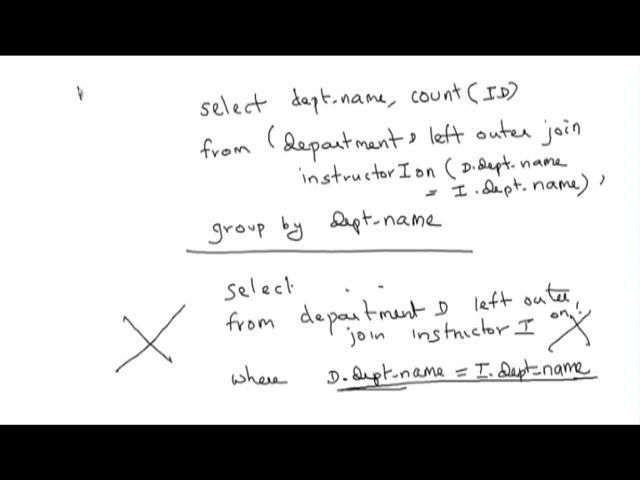 select dept-name, count(ID)
from (department D left outer join
instructor I on (D.dept-name
= I.dept-name),
group by dept-name
select
from department D left outer
join instructor I on
where D.dept-name = I.dept-name